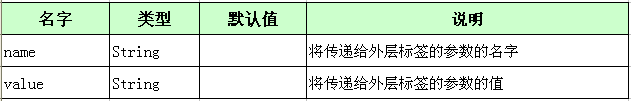 名字 类型 默认值 说明
name String 将传递给外层标签的参数的名字
value String 将传递给外层标签的参数的值